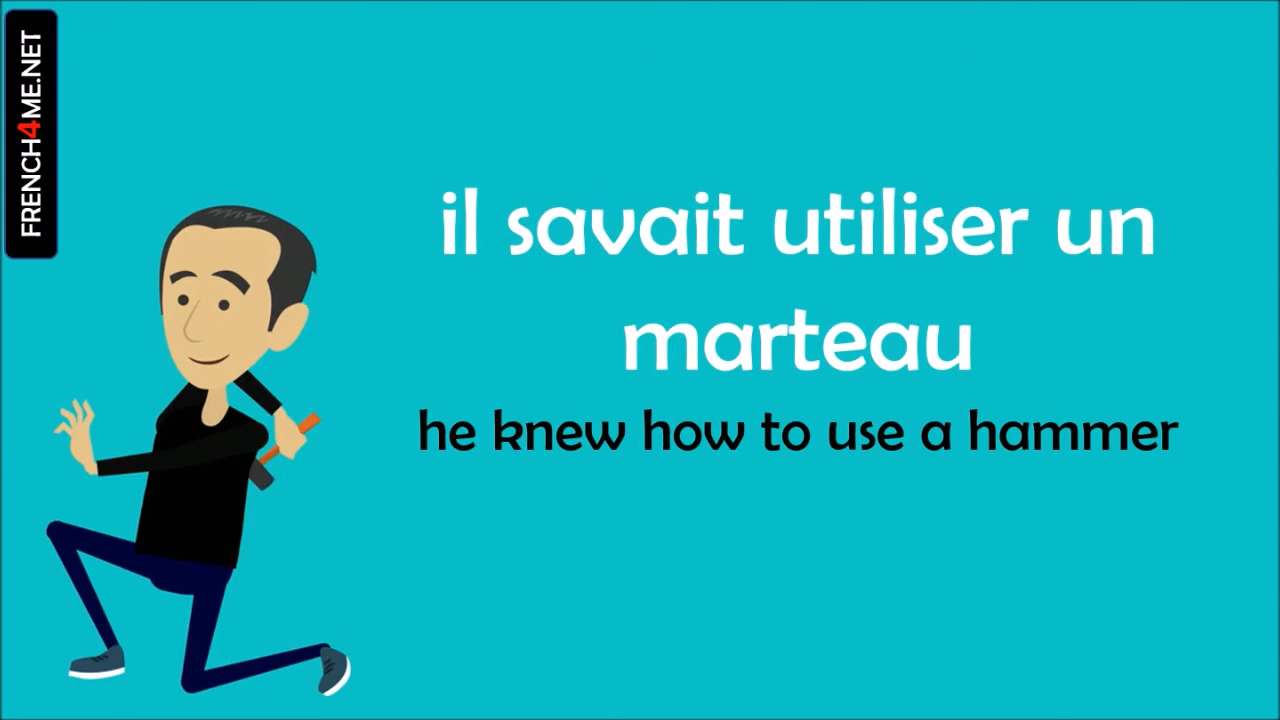 FRENCH4ME.NET
il savait utiliser un
marteau
he knew how to use a hammer